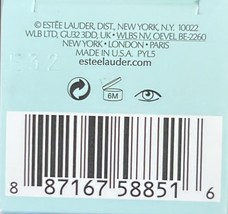 © ESTÉE LAUDER, DIST, NEW YORK, N.Y. 10022
WLB LTD, GU32 3DD, UK • WLBS NV, OEVEL BE-2260
NEW YORK•LONDON•PARIS
MADE IN U.S.A. PYL5
esteelauder.com
6M
8 87167 58851 6